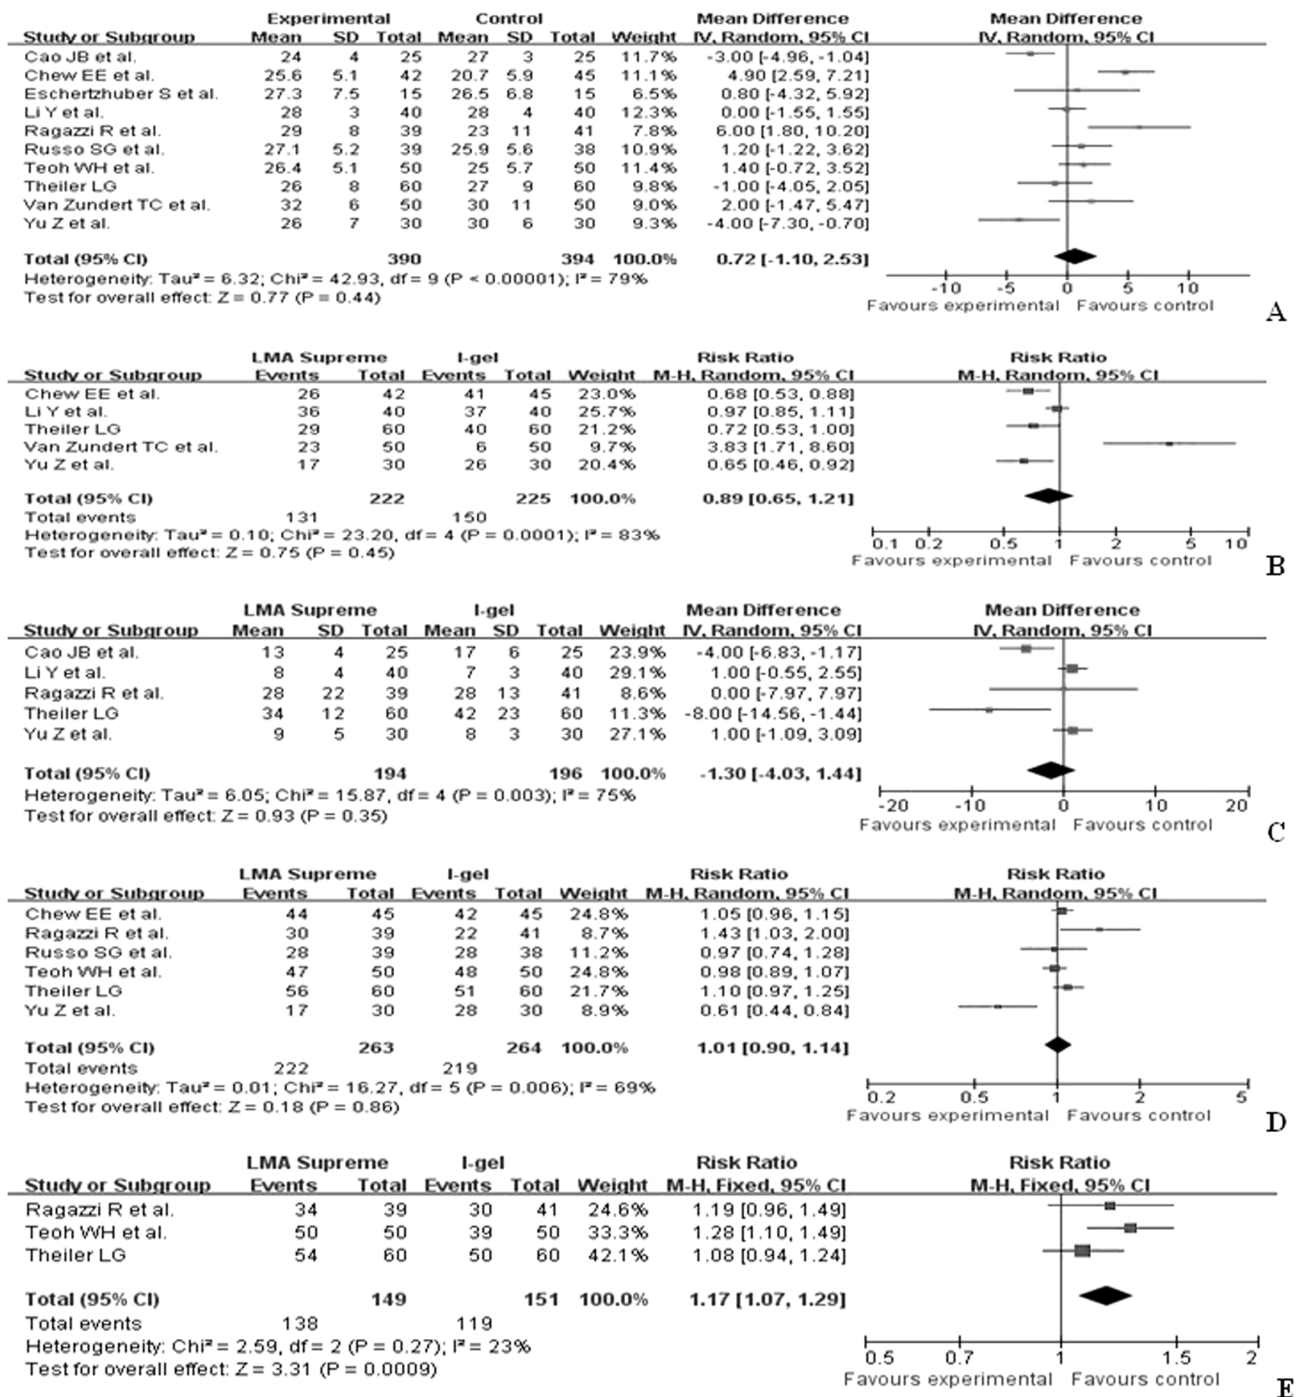 Experimental Control Mean Difference Mean Difference
Study or Subgroup Mean SD Total Mean SD Total Weight IV, Random, 95% CI IV, Random, 95% CI
Cao JB et al. 24 4 25 27 3 25 11.7% -3.00 [-4.96, -1.04]
Chew EE et al. 25.6 5.1 42 20.7 5.9 45 11.1% 4.90 [2.59, 7.21]
Eschertzhuber S et al. 27.3 7.5 15 26.5 6.8 15 6.5% 0.80 [-4.32, 5.92]
Li Y et al. 28 3 40 28 4 40 12.3% 0.00 [-1.55, 1.55]
Ragazzi R et al. 29 8 39 23 11 41 7.8% 6.00 [1.80, 10.20]
Russo SG et al. 27.1 5.2 39 25.9 5.6 38 10.9% 1.20 [-1.22, 3.62]
Teoh WH et al. 26.4 5.1 50 25 5.7 50 11.4% 1.40 [-0.72, 3.52]
Theiler LG 26 8 60 27 9 60 9.8% -1.00 [-4.05, 2.05]
Van Zundert TC et al. 32 6 50 30 11 50 9.0% 2.00 [-1.47, 5.47]
Yu Z et al. 26 7 30 30 6 30 9.3% -4.00 [-7.30, -0.70]
Total (95% CI) 390 394 100.0% 0.72 [-1.10, 2.53]
Heterogeneity: Tau² = 6.32; Chi² = 42.93, df = 9 (P < 0.00001); I² = 79%
Test for overall effect: Z = 0.77 (P = 0.44)
-10 -5 0 5 10
Favours experimental Favours control
A
LMA Supreme I-gel Risk Ratio Risk Ratio
Study or Subgroup Events Total Events Total Weight M-H, Random, 95% CI M-H, Random, 95% CI
Chew EE et al. 26 42 41 45 23.0% 0.68 [0.53, 0.88]
Li Y et al. 36 40 37 40 25.7% 0.97 [0.85, 1.11]
Theiler LG 29 60 40 60 21.2% 0.72 [0.53, 1.00]
Van Zundert TC et al. 23 50 6 50 9.7% 3.83 [1.71, 8.60]
Yu Z et al. 17 30 26 30 20.4% 0.65 [0.46, 0.92]
Total (95% CI) 222 225 100.0% 0.89 [0.65, 1.21]
Total events 131 150
Heterogeneity: Tau² = 0.10; Chi² = 23.20, df = 4 (P = 0.0001); I² = 83%
Test for overall effect: Z = 0.75 (P = 0.45)
0.1 0.2 0.5 1 2 5 10
Favours experimental Favours control
B
LMA Supreme I-gel Mean Difference Mean Difference
Study or Subgroup Mean SD Total Mean SD Total Weight IV, Random, 95% CI IV, Random, 95% CI
Cao JB et al. 13 4 25 17 6 25 23.9% -4.00 [-6.83, -1.17]
Li Y et al. 8 4 40 7 3 40 29.1% 1.00 [-0.55, 2.55]
Ragazzi R et al. 28 22 39 28 13 41 8.6% 0.00 [-7.97, 7.97]
Theiler LG 34 12 60 42 23 60 11.3% -8.00 [-14.56, -1.44]
Yu Z et al. 9 5 30 8 3 30 27.1% 1.00 [-1.09, 3.09]
Total (95% CI) 194 196 100.0% -1.30 [-4.03, 1.44]
Heterogeneity: Tau² = 6.05; Chi² = 15.87, df = 4 (P = 0.003); I² = 75%
Test for overall effect: Z = 0.93 (P = 0.35)
-20 -10 0 10 20
Favours experimental Favours control
C
LMA Supreme I-gel Risk Ratio Risk Ratio
Study or Subgroup Events Total Events Total Weight M-H, Random, 95% CI M-H, Random, 95% CI
Chew EE et al. 44 45 42 45 24.8% 1.05 [0.96, 1.15]
Ragazzi R et al. 30 39 22 41 8.7% 1.43 [1.03, 2.00]
Russo SG et al. 28 39 28 38 11.2% 0.97 [0.74, 1.28]
Teoh WH et al. 47 50 48 50 24.8% 0.98 [0.89, 1.07]
Theiler LG 56 60 51 60 21.7% 1.10 [0.97, 1.25]
Yu Z et al. 17 30 28 30 8.9% 0.61 [0.44, 0.84]
Total (95% CI) 263 264 100.0% 1.01 [0.90, 1.14]
Total events 222 219
Heterogeneity: Tau² = 0.01; Chi² = 16.27, df = 5 (P = 0.006); I² = 69%
Test for overall effect: Z = 0.18 (P = 0.86)
0.2 0.5 1 2 5
Favours experimental Favours control
D
LMA Supreme I-gel Risk Ratio Risk Ratio
Study or Subgroup Events Total Events Total Weight M-H, Fixed, 95% CI M-H, Fixed, 95% CI
Ragazzi R et al. 34 39 30 41 24.6% 1.19 [0.96, 1.49]
Teoh WH et al. 50 50 39 50 33.3% 1.28 [1.10, 1.49]
Theiler LG 54 60 50 60 42.1% 1.08 [0.94, 1.24]
Total (95% CI) 149 151 100.0% 1.17 [1.07, 1.29]
Total events 138 119
Heterogeneity: Chi² = 2.59, df = 2 (P = 0.27); I² = 23%
Test for overall effect: Z = 3.31 (P = 0.0009)
0.5 0.7 1 1.5 2
Favours experimental Favours control
E